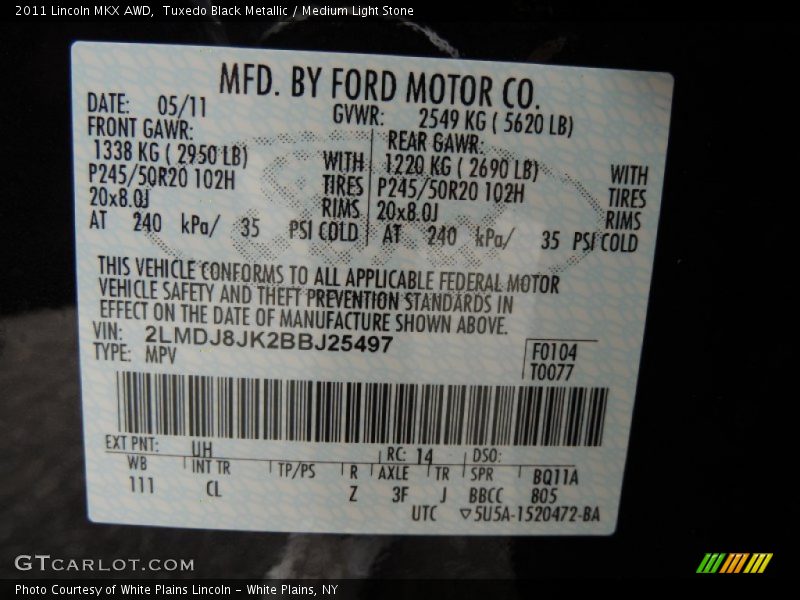 2011 Lincoln MKX AWD,  Tuxedo Black Metallic / Medium Light Stone
MFD. BY FORD MOTOR CO.
DATE: 05/11 GVWR: 2549 KG ( 5620 LB)
FRONT GAWR: REAR GAWR:
1338 KG ( 2950 LB) WITH 1220 KG ( 2690 LB) WITH
P245/50R20 102H TIRES P245/50R20 102H TIRES
20x8.0J RIMS 20x8.0J RIMS
AT 240 kPa/ 35 PSI COLD AT 240 kPa/ 35 PSI COLD
THIS VEHICLE CONFORMS TO ALL APPLICABLE FEDERAL MOTOR
VEHICLE SAFETY AND THEFT PREVENTION STANDARDS IN
EFFECT ON THE DATE OF MANUFACTURE SHOWN ABOVE.
VIN: 2LMDJ8JK2BBJ25497
TYPE: MPV
F0104
T0077
EXT PNT: UH RC: 14 DSO:
WB INT TR TP/PS R AXLE TR SPR BQ11A
111 CL Z 3F J BBCC 805
UTC ▽5U5A-1520472-BA
GTCARLOT.COM
Photo Courtesy of White Plains Lincoln - White Plains, NY